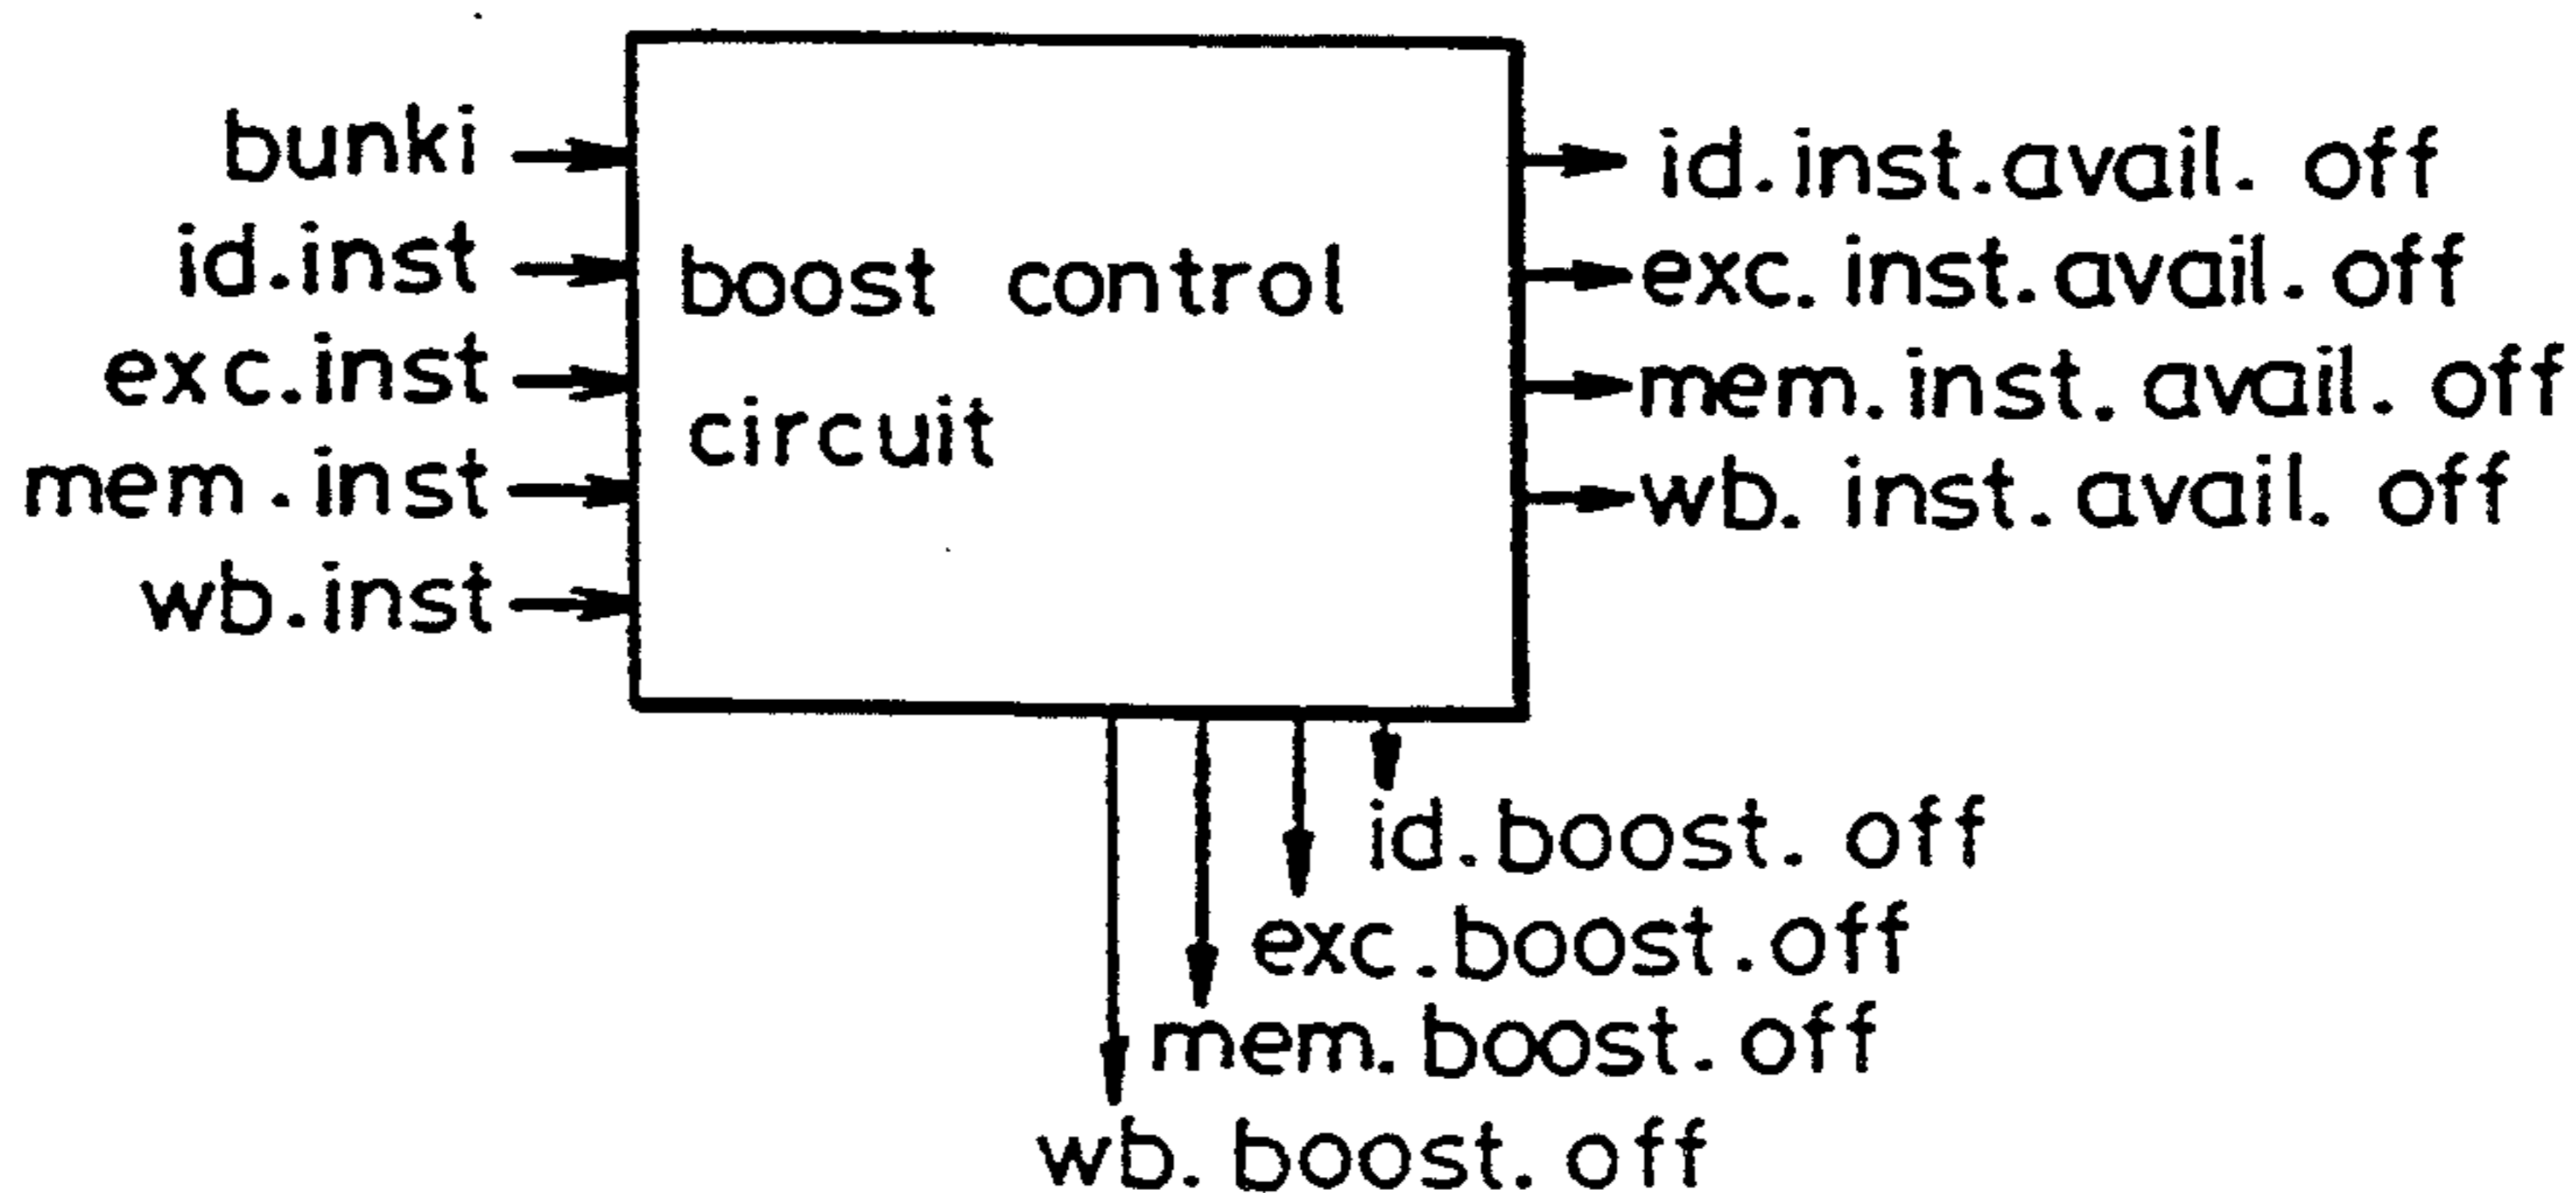 bunki
id.inst
exc.inst
mem.inst
wb.inst
boost control
circuit
id.inst.avail. off
exc. inst. avail. off
mem. inst. avail. off
wb. inst. avail. off
id.boost. off
exc.boost.off
mem. boost. off
wb. boost. off